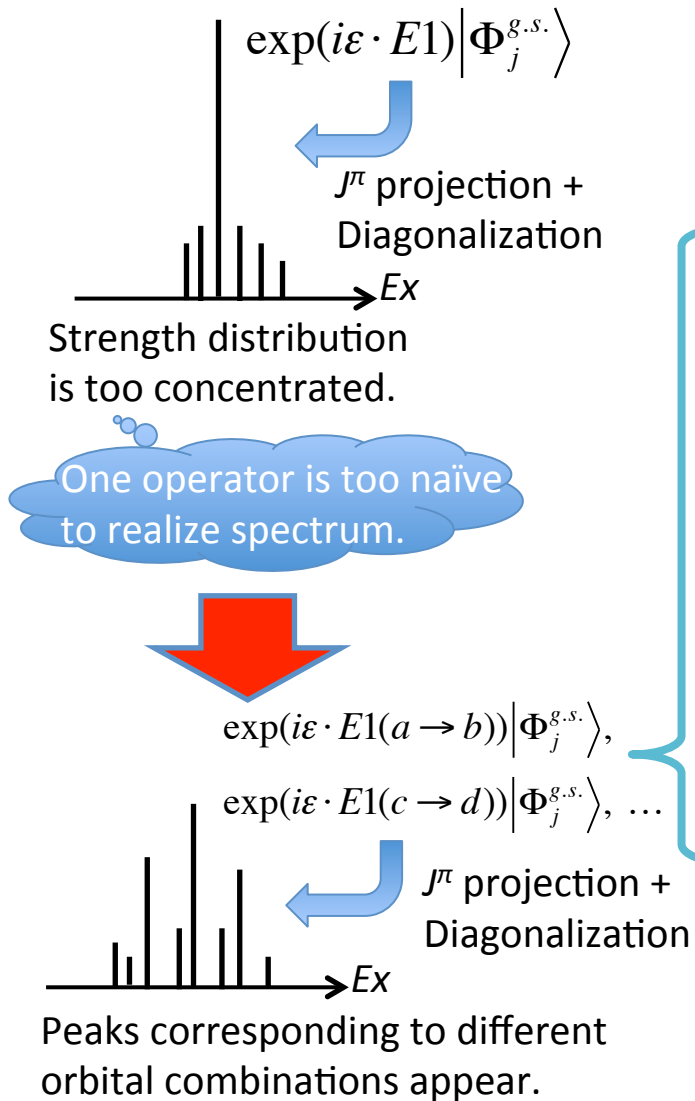 exp(iε · E1)|Φ_j^{g.s.}⟩
J^π projection +
Diagonalization
Ex
Strength distribution
is too concentrated.
One operator is too naïve
to realize spectrum.
exp(iε · E1(a → b))|Φ_j^{g.s.}⟩,
exp(iε · E1(c → d))|Φ_j^{g.s.}⟩, …
J^π projection +
Diagonalization
Ex
Peaks corresponding to different
orbital combinations appear.